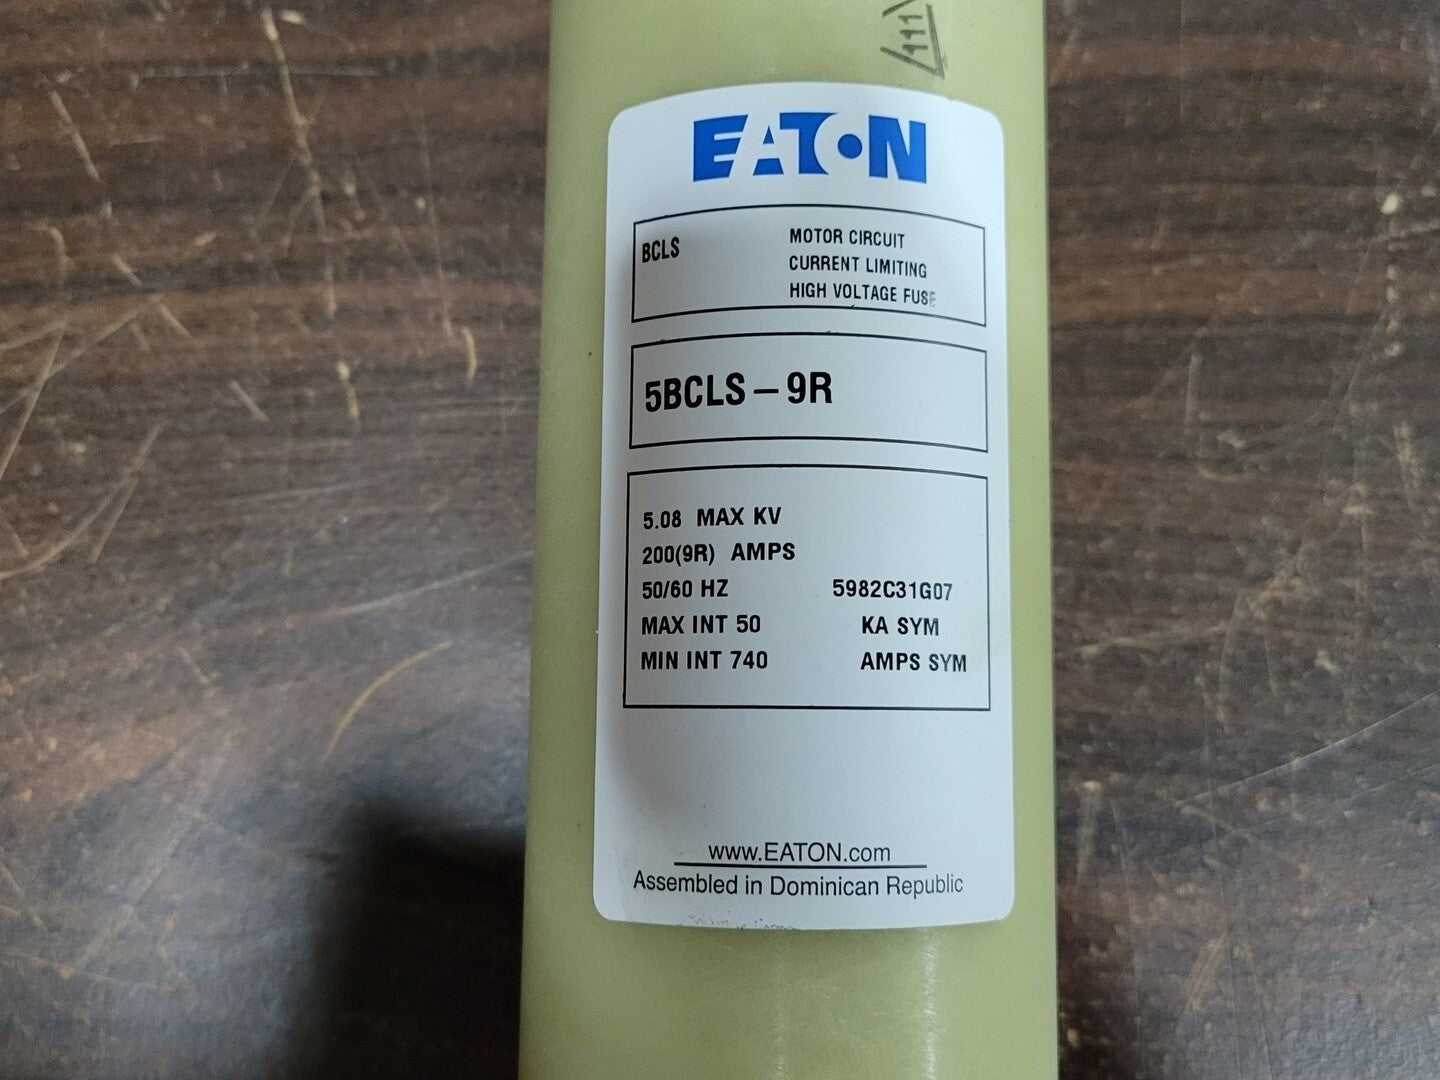 111
EATON
BCLS
MOTOR CIRCUIT
CURRENT LIMITING
HIGH VOLTAGE FUSE
5BCLS-9R
5.08 MAX KV
200(9R) AMPS
50/60 HZ 5982C31G07
MAX INT 50 KA SYM
MIN INT 740 AMPS SYM
www.EATON.com
Assembled in Dominican Republic